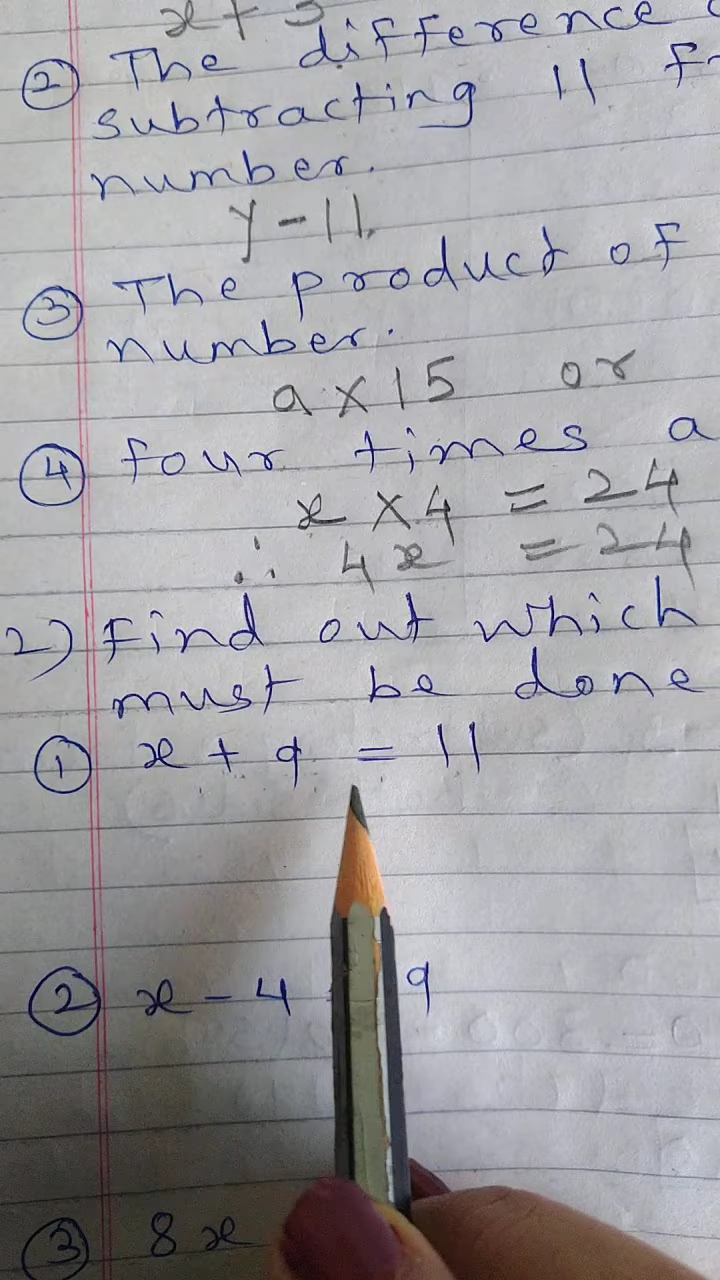 x + 3
② The difference
subtracting 11
number.
y - 11.
③ The product of
number.
a × 15 or
④ four times a
x × 4 = 24
∴ 4x = 24
2) Find out which
must be done
① x + 9 = 11
② x - 4 9
③ 8x